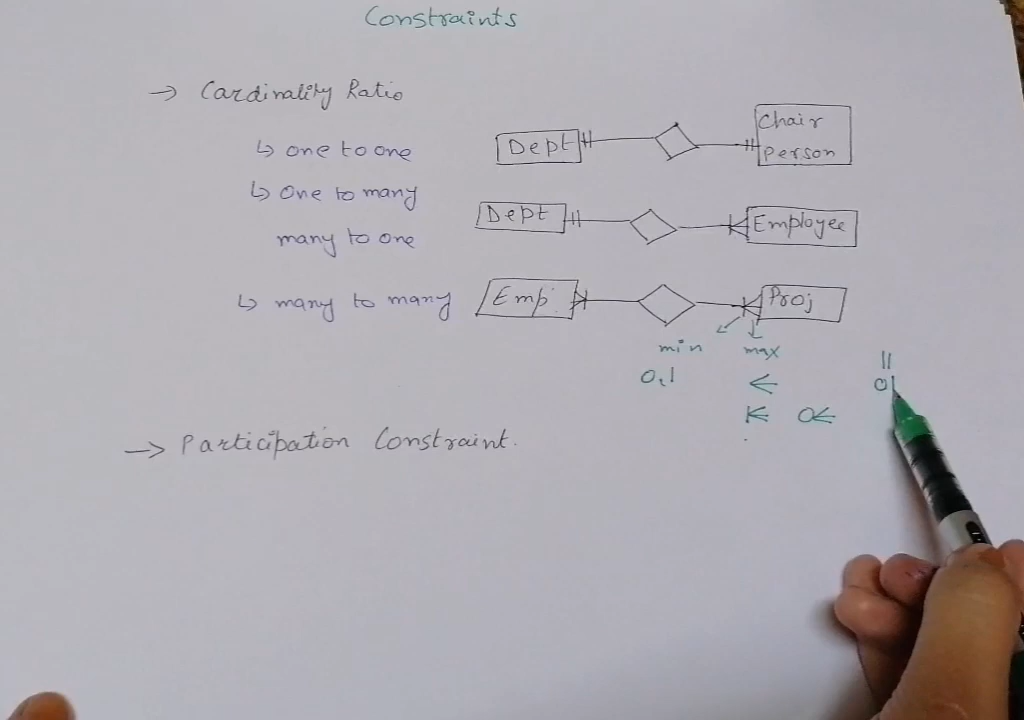 Constraints
→ Cardinality Ratio
↳ one to one
Dept
Chair
Person
↳ One to many
Dept
Employee
many to one
↳ many to many
Emp.
Proj
min
max
0,1
→ Participation Constraint.